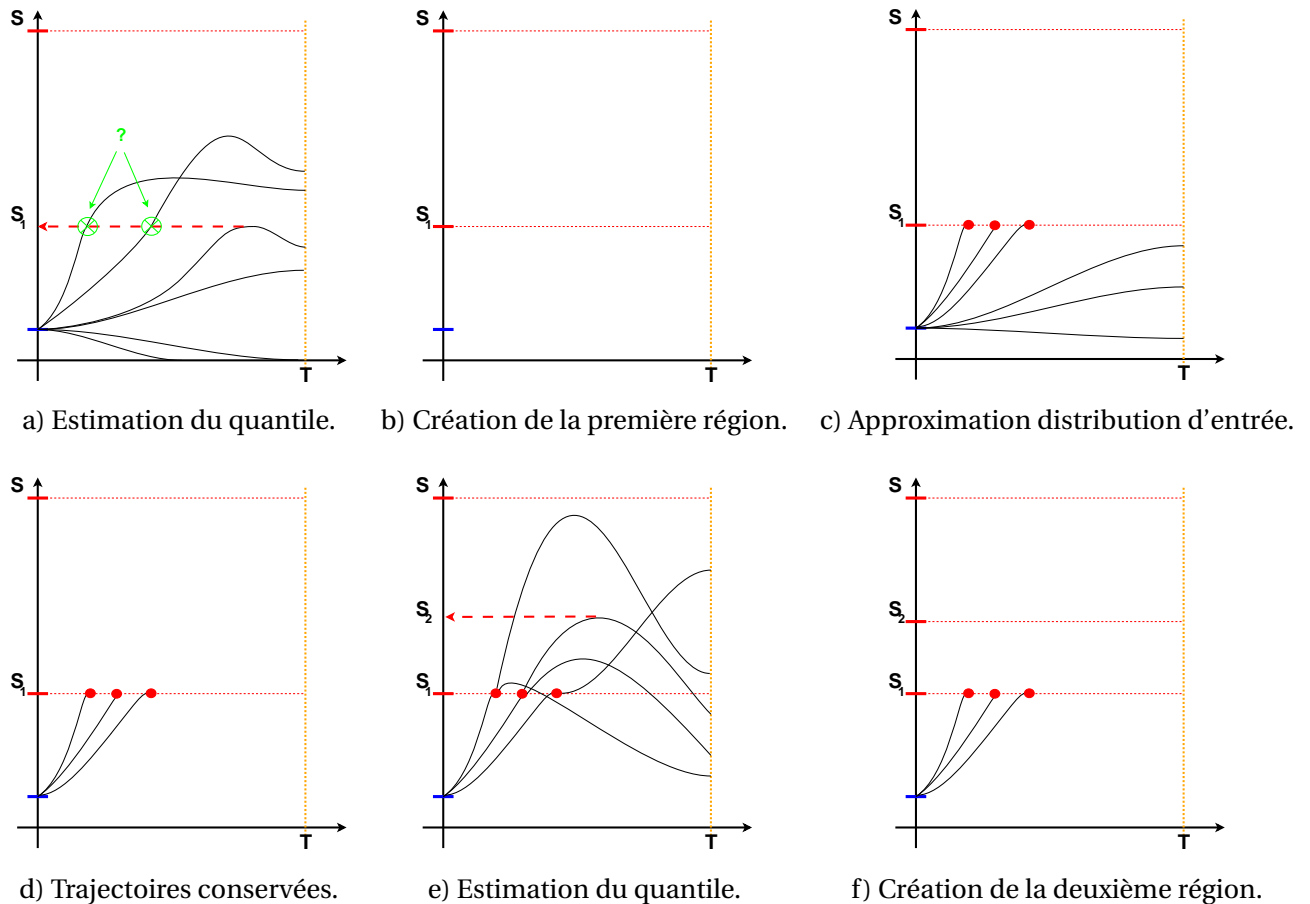 S
S
S
?
S1
S1
S1
T
T
T
a) Estimation du quantile.
b) Création de la première région.
c) Approximation distribution d'entrée.
S
S
S
S2
S2
S1
S1
S1
T
T
T
d) Trajectoires conservées.
e) Estimation du quantile.
f) Création de la deuxième région.